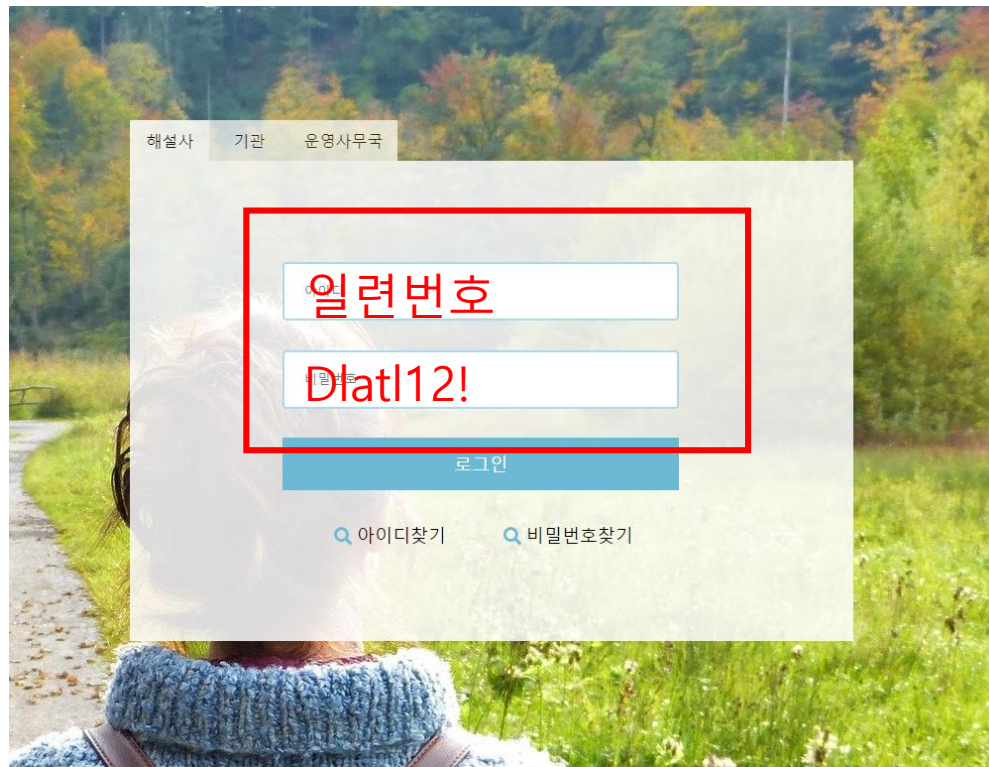 해설사 기관 운영사무국
아이디
일련번호
비밀번호
Dlatl12!
로그인
아이디찾기 비밀번호찾기